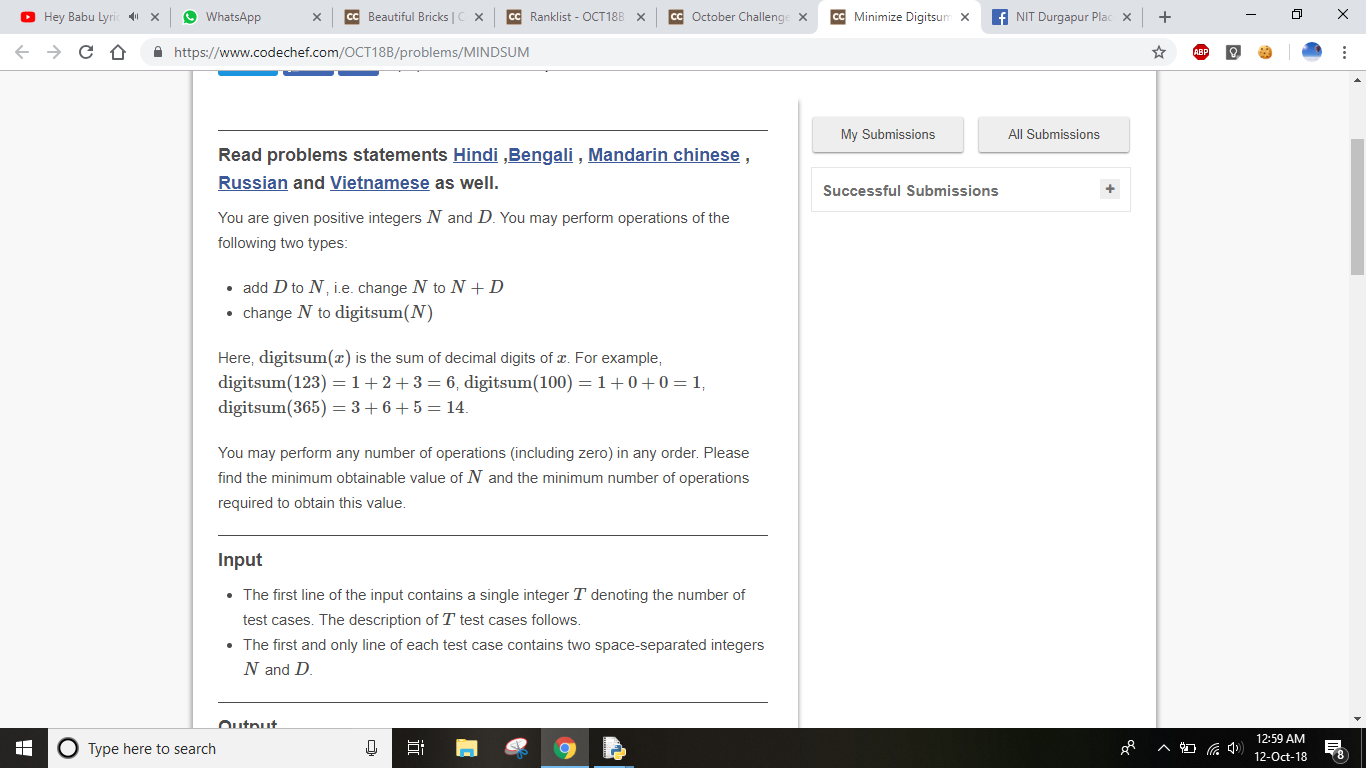 Hey Babu Lyric
WhatsApp
CC Beautiful Bricks | C
CC Ranklist - OCT18B
CC October Challenge
CC Minimize Digitsum
NIT Durgapur Plac
https://www.codechef.com/OCT18B/problems/MINDSUM
ABP
Read problems statements Hindi ,Bengali , Mandarin chinese ,
Russian and Vietnamese as well.
You are given positive integers N and D. You may perform operations of the
following two types:
• add D to N, i.e. change N to N + D
• change N to digitsum(N)
Here, digitsum(x) is the sum of decimal digits of x. For example,
digitsum(123) = 1 + 2 + 3 = 6, digitsum(100) = 1 + 0 + 0 = 1,
digitsum(365) = 3 + 6 + 5 = 14.
You may perform any number of operations (including zero) in any order. Please
find the minimum obtainable value of N and the minimum number of operations
required to obtain this value.
Input
• The first line of the input contains a single integer T denoting the number of
test cases. The description of T test cases follows.
• The first and only line of each test case contains two space-separated integers
N and D.
Output
My Submissions
All Submissions
Successful Submissions
+
Type here to search
12:59 AM
12-Oct-18
8